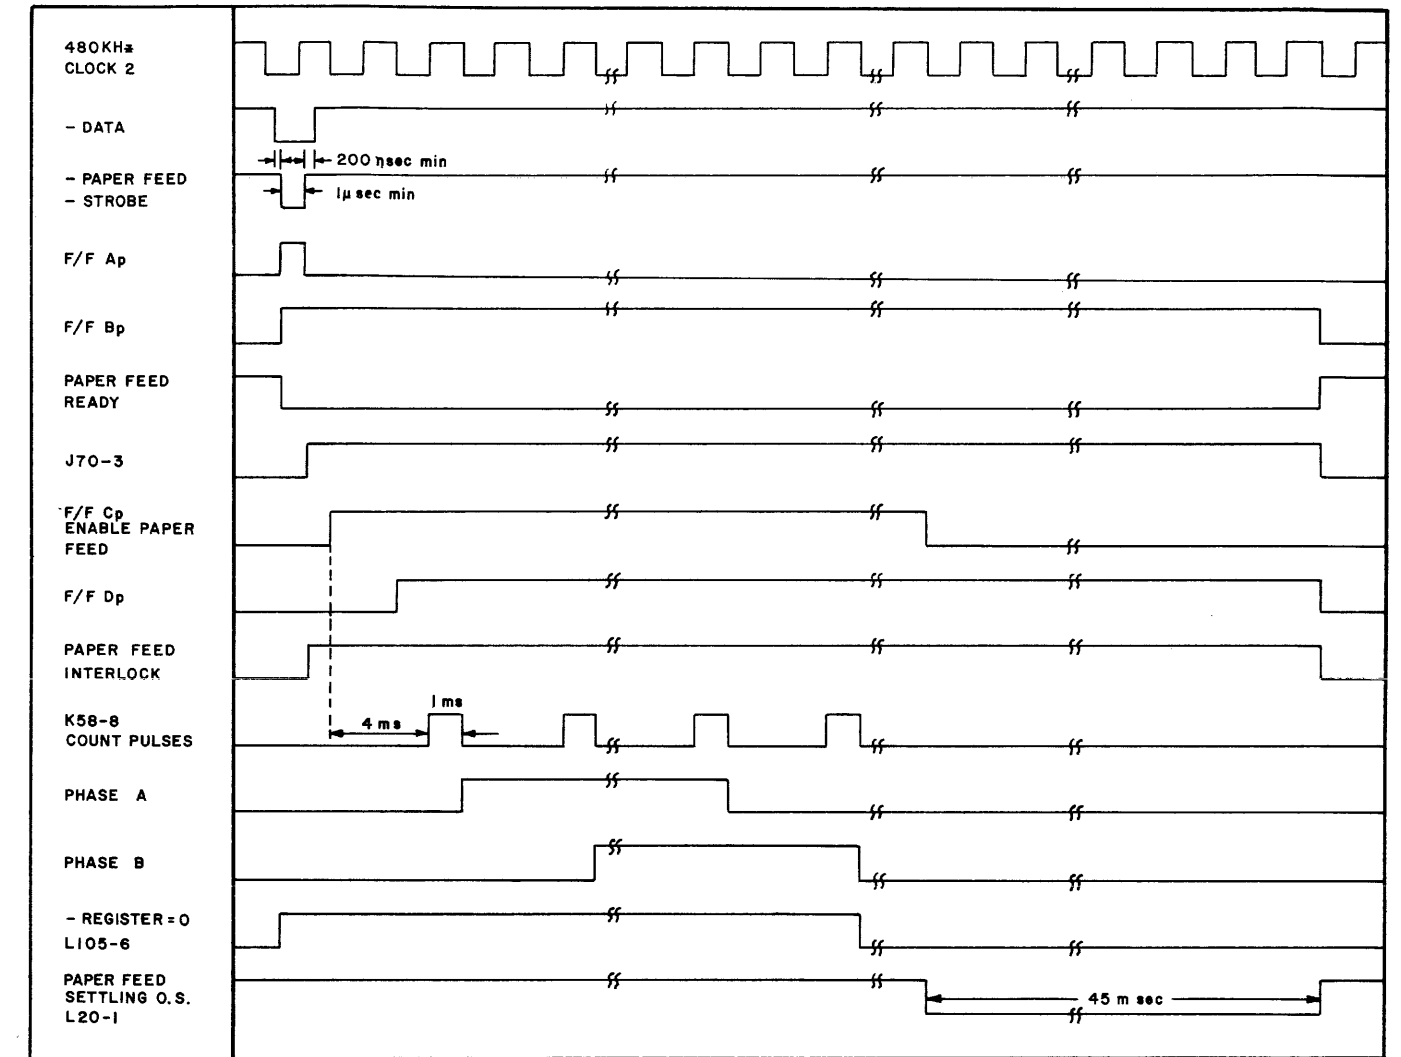 480KHz
CLOCK 2
- DATA
200 ηsec min
- PAPER FEED
- STROBE
1μ sec min
F/F Ap
F/F Bp
PAPER FEED
READY
J70-3
F/F Cp
ENABLE PAPER
FEED
F/F Dp
PAPER FEED
INTERLOCK
1 ms
K58-8
COUNT PULSES
4 ms
PHASE A
PHASE B
- REGISTER = 0
L105-6
PAPER FEED
SETTLING O.S.
L20-1
45 m sec